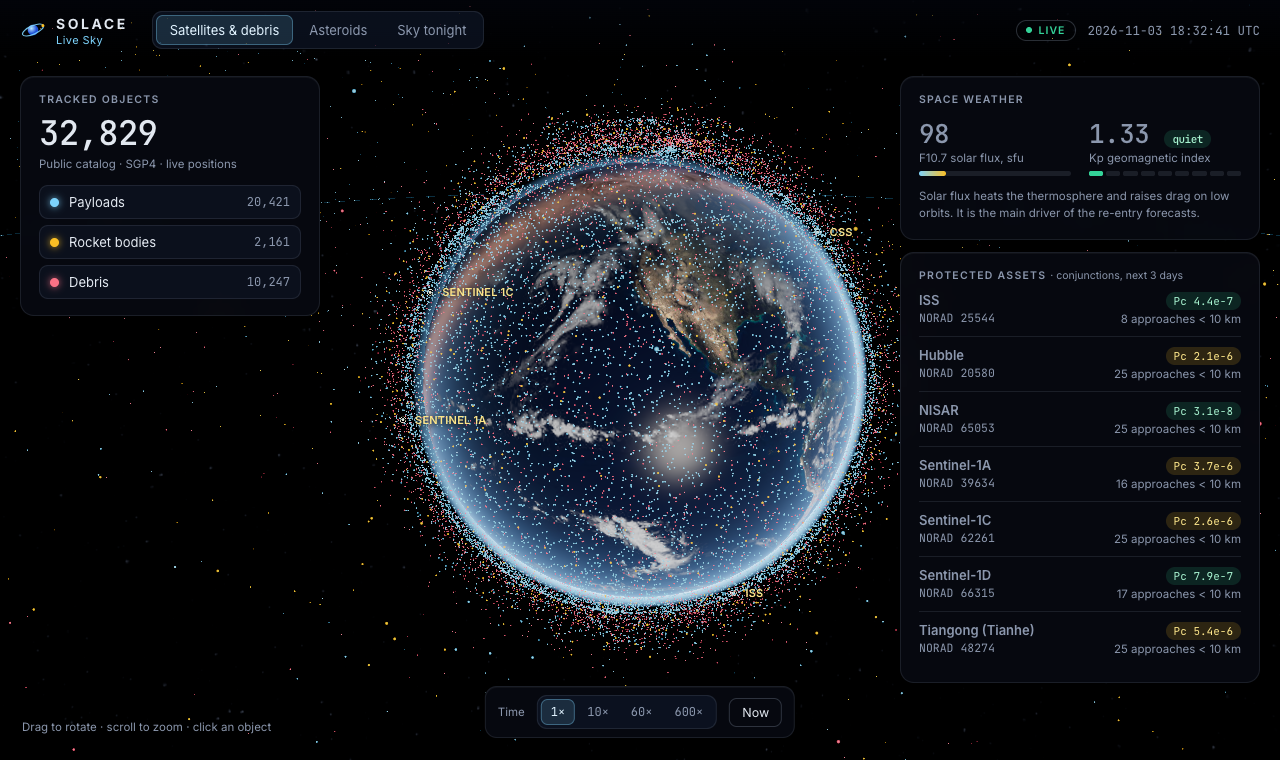 SOLACE
Live Sky
Satellites & debris
Asteroids
Sky tonight
LIVE
2026-11-03 18:32:41 UTC
TRACKED OBJECTS
32,829
Public catalog · SGP4 · live positions
Payloads 20,421
Rocket bodies 2,161
Debris 10,247
SPACE WEATHER
98
1.33 quiet
F10.7 solar flux, sfu
Kp geomagnetic index
Solar flux heats the thermosphere and raises drag on low
orbits. It is the main driver of the re-entry forecasts.
CSS
SENTINEL 1C
SENTINEL 1A
ISS
PROTECTED ASSETS · conjunctions, next 3 days
ISS Pc 4.4e-7
NORAD 25544 8 approaches < 10 km
Hubble Pc 2.1e-6
NORAD 20580 25 approaches < 10 km
NISAR Pc 3.1e-8
NORAD 65053 25 approaches < 10 km
Sentinel-1A Pc 3.7e-6
NORAD 39634 16 approaches < 10 km
Sentinel-1C Pc 2.6e-6
NORAD 62261 25 approaches < 10 km
Sentinel-1D Pc 7.9e-7
NORAD 66315 17 approaches < 10 km
Tiangong (Tianhe) Pc 5.4e-6
NORAD 48274 25 approaches < 10 km
Time 1× 10× 60× 600× Now
Drag to rotate · scroll to zoom · click an object